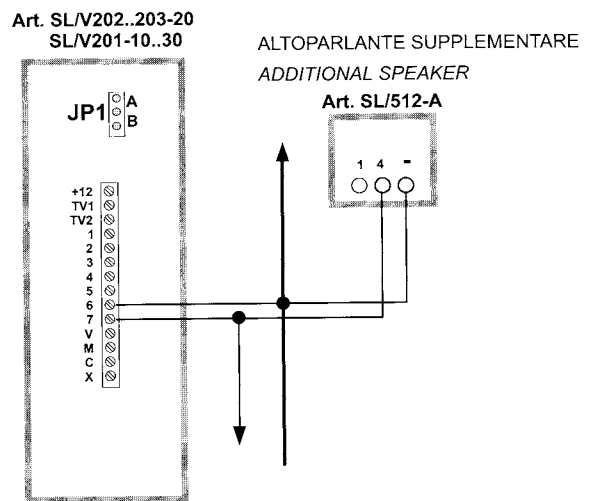 Art. SL/V202..203-20
SL/V201-10..30
ALTOPARLANTE SUPPLEMENTARE
ADDITIONAL SPEAKER
Art. SL/512-A
JP1
A
B
1 4 -
+12
TV1
TV2
1
2
3
4
5
6
7
V
M
C
X